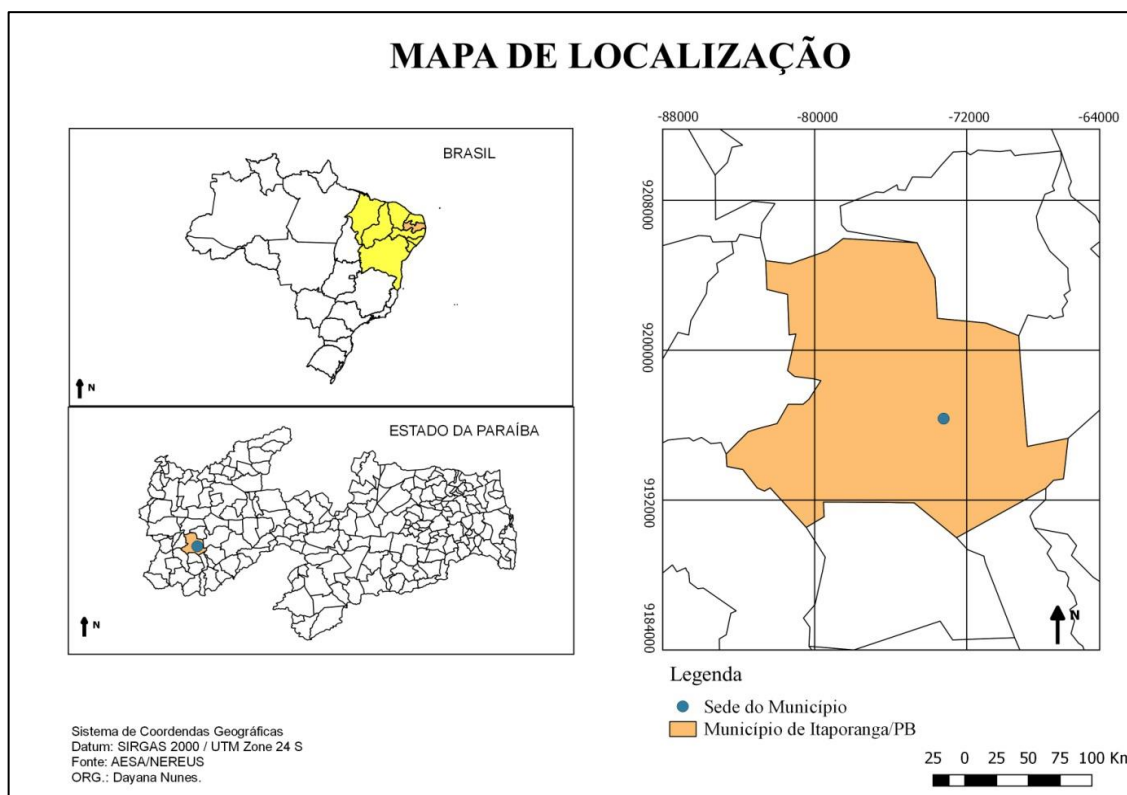 MAPA DE LOCALIZAÇÃO
BRASIL
N
ESTADO DA PARAÍBA
N
-88000 -80000 -72000 -64000
9208000
9200000
9192000
9184000
N
Legenda
Sede do Município
Município de Itaporanga/PB
Sistema de Coordendas Geográficas
Datum: SIRGAS 2000 / UTM Zone 24 S
Fonte: AESA/NEREUS
ORG.: Dayana Nunes.
25 0 25 50 75 100 Km